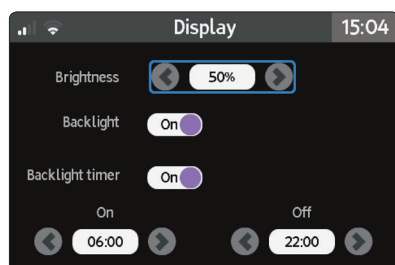 Display 15:04
Brightness 50%
Backlight On
Backlight timer On
On Off
06:00 22:00